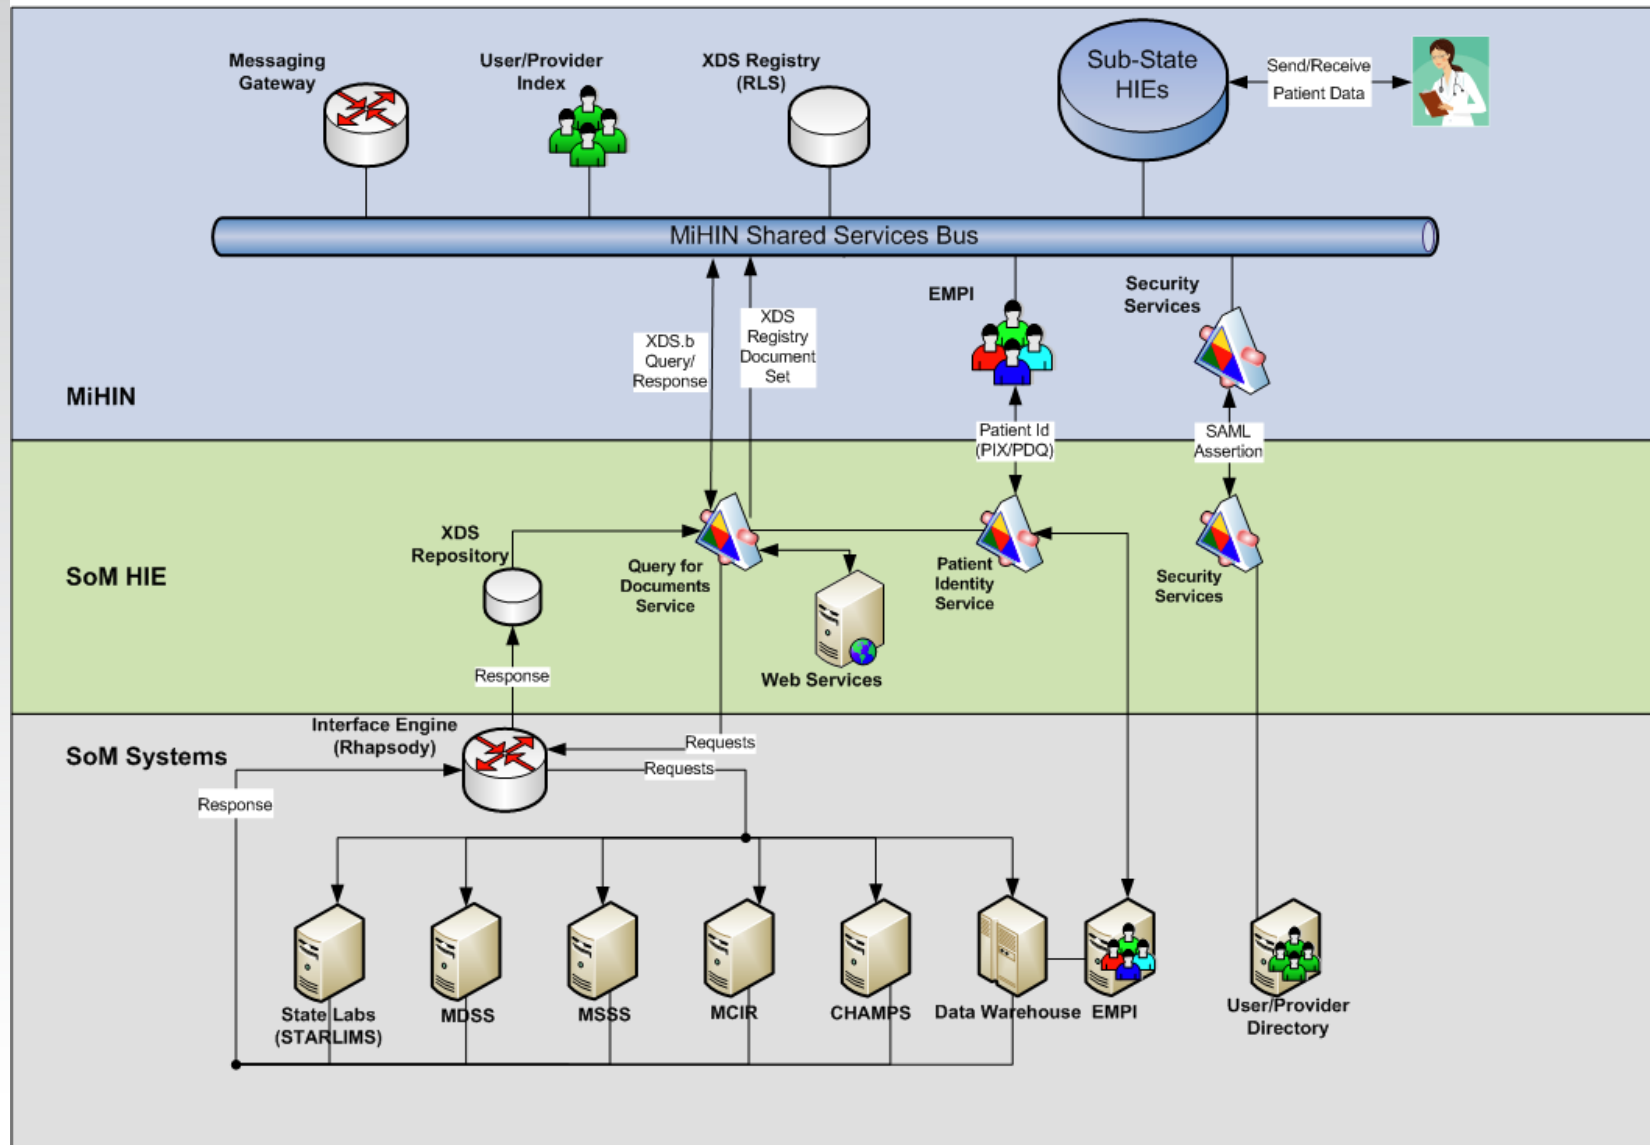 Messaging
Gateway
User/Provider
Index
XDS Registry
(RLS)
Sub-State
HIEs
Send/Receive
Patient Data
MiHIN Shared Services Bus
EMPI
Security
Services
XDS.b
Query/
Response
XDS
Registry
Document
Set
MiHIN
Patient Id
(PIX/PDQ)
SAML
Assertion
XDS
Repository
SoM HIE
Query for
Documents
Service
Patient
Identity
Service
Security
Services
Web Services
Response
Interface Engine
(Rhapsody)
SoM Systems
Requests
Requests
Response
State Labs
(STARLIMS)
MDSS
MSSS
MCIR
CHAMPS
Data Warehouse
EMPI
User/Provider
Directory